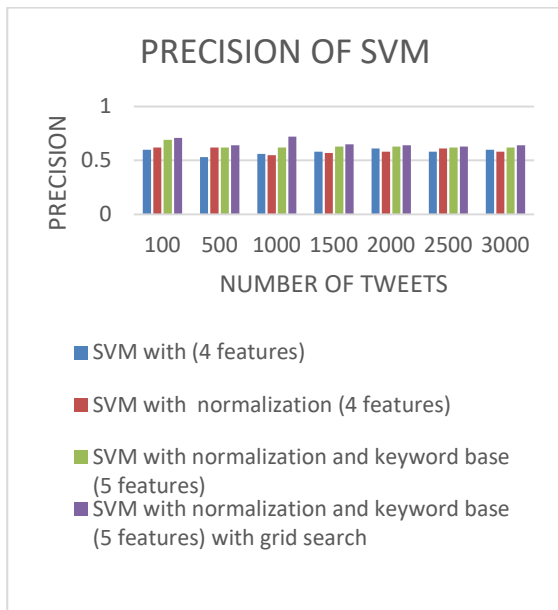 PRECISION OF SVM
1
0.5
0
PRECISION
100 500 1000 1500 2000 2500 3000
NUMBER OF TWEETS
SVM with (4 features)
SVM with normalization (4 features)
SVM with normalization and keyword base
(5 features)
SVM with normalization and keyword base
(5 features) with grid search